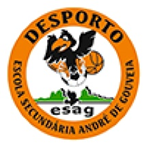 DESPORTO
ESCOLA SECUNDÁRIA ANDRÉ DE GOUVEIA
esag